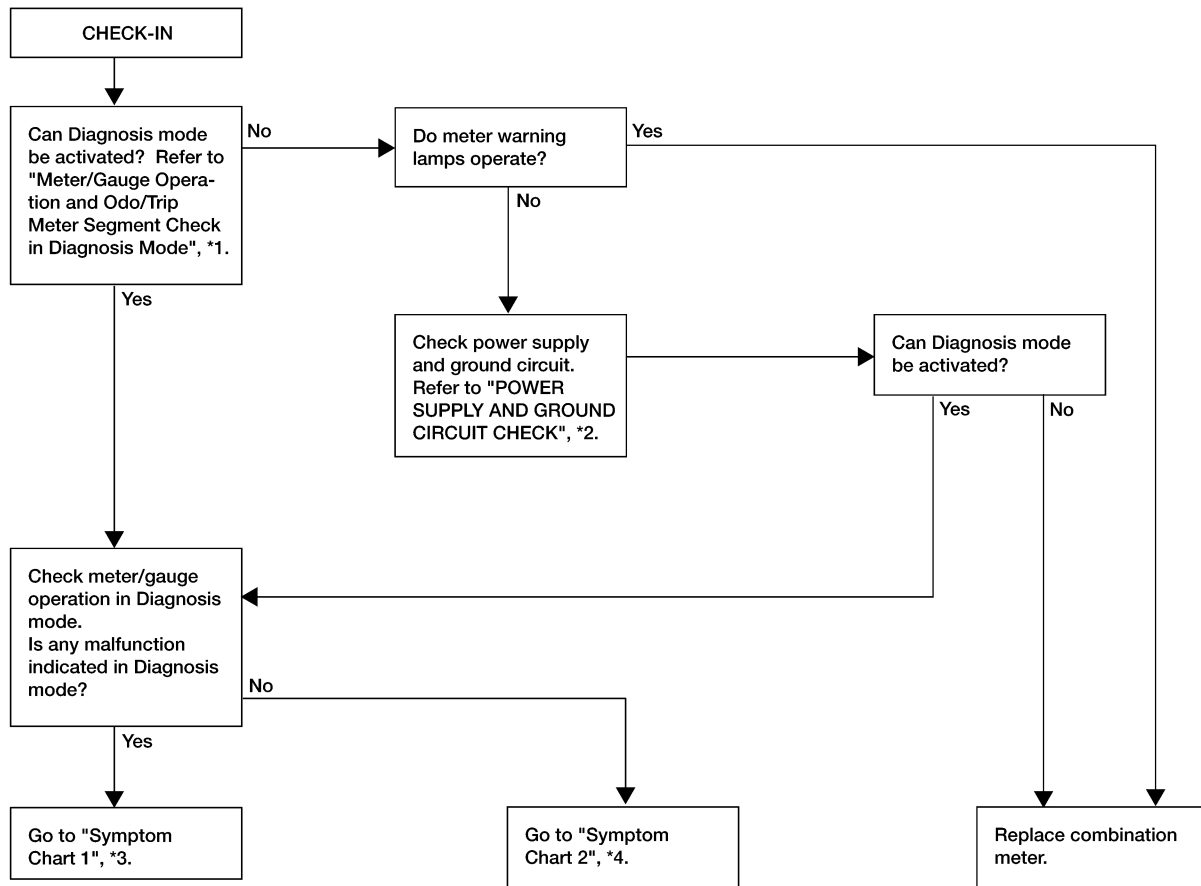 CHECK-IN
Can Diagnosis mode
be activated? Refer to
"Meter/Gauge Opera-
tion and Odo/Trip
Meter Segment Check
in Diagnosis Mode", *1.
No
Do meter warning
lamps operate?
Yes
No
Yes
Check power supply
and ground circuit.
Refer to "POWER
SUPPLY AND GROUND
CIRCUIT CHECK", *2.
Can Diagnosis mode
be activated?
Yes
No
Check meter/gauge
operation in Diagnosis
mode.
Is any malfunction
indicated in Diagnosis
mode?
No
Yes
Go to "Symptom
Chart 1", *3.
Go to "Symptom
Chart 2", *4.
Replace combination
meter.